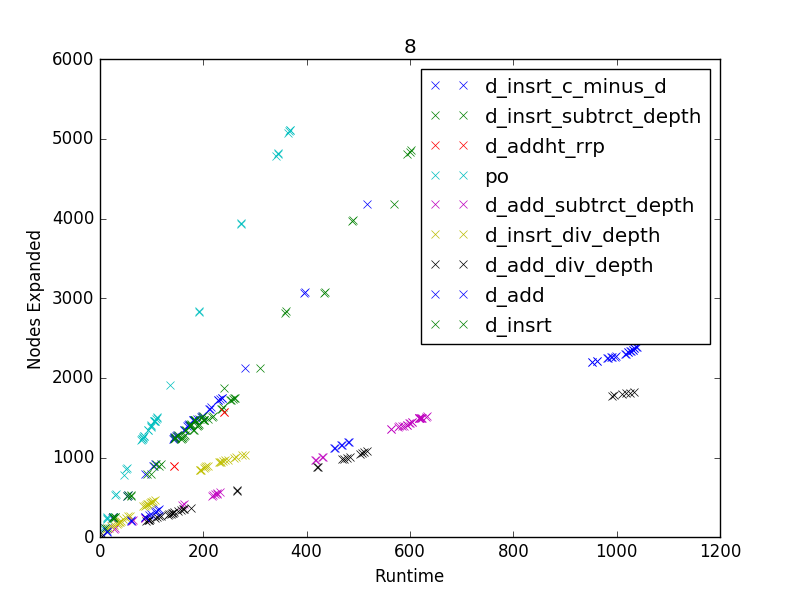 8
6000
5000
4000
3000
2000
1000
0
Nodes Expanded
d_insrt_c_minus_d
d_insrt_subtrct_depth
d_addht_rrp
po
d_add_subtrct_depth
d_insrt_div_depth
d_add_div_depth
d_add
d_insrt
0 200 400 600 800 1000 1200
Runtime